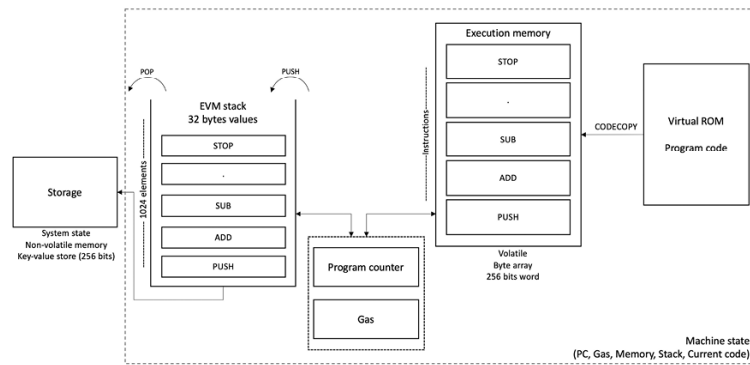 Execution memory
STOP
.
SUB
ADD
PUSH
Instructions
Volatile
Byte array
256 bits word
CODECOPY
Virtual ROM
Program code
POP
PUSH
EVM stack
32 bytes values
1024 elements
STOP
.
SUB
ADD
PUSH
Storage
System state
Non-volatile memory
Key-value store (256 bits)
Program counter
Gas
Machine state
(PC, Gas, Memory, Stack, Current code)